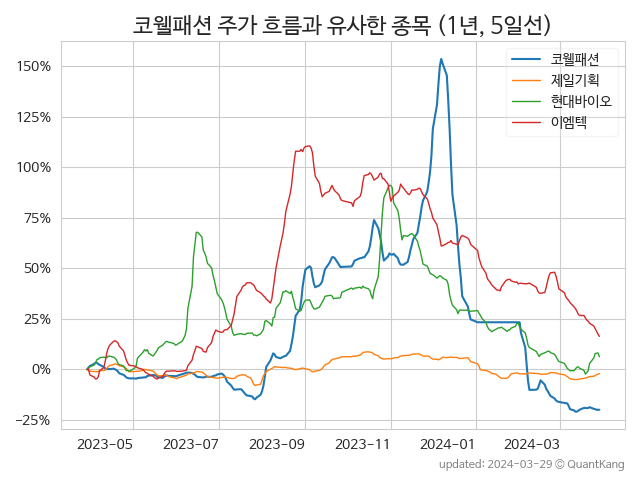 코웰패션 주가 흐름과 유사한 종목 (1년, 5일선)
코웰패션
제일기획
현대바이오
이엠텍
150%
125%
100%
75%
50%
25%
0%
−25%
2023-05 2023-07 2023-09 2023-11 2024-01 2024-03
updated: 2024-03-29 © QuantKang